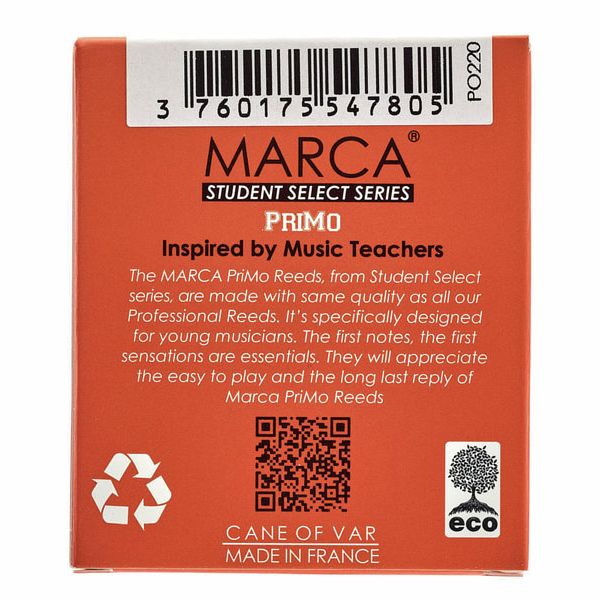 3 760175 547805
PO220
MARCA®
STUDENT SELECT SERIES
PRIMO
Inspired by Music Teachers
The MARCA PriMo Reeds, from Student Select
series, are made with same quality as all our
Professional Reeds. It's specifically designed
for young musicians. The first notes, the first
sensations are essentials. They will appreciate
the easy to play and the long last reply of
Marca PriMo Reeds
eco
CANE OF VAR
MADE IN FRANCE